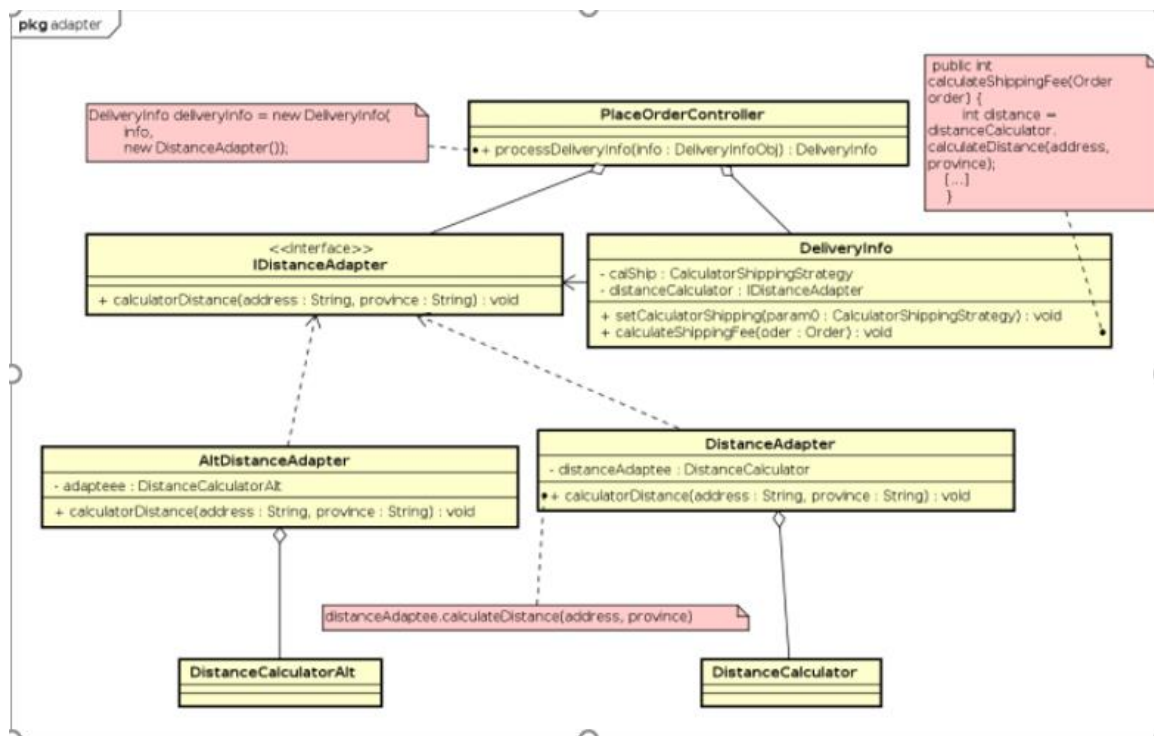 pkg adapter
DeliveryInfo deliveryInfo = new DeliveryInfo(
info,
new DistanceAdapter());
PlaceOrderController
+ processDeliveryInfo(info : DeliveryInfoObj) : DeliveryInfo
public int
calculateShippingFee(Order
order) {
int distance =
distanceCalculator.
calculateDistance(address,
province);
[...]
}
<<interface>>
IDistanceAdapter
+ calculatorDistance(address : String, province : String) : void
DeliveryInfo
- calShip : CalculatorShippingStrategy
- distanceCalculator : IDistanceAdapter
+ setCalculatorShipping(param0 : CalculatorShippingStrategy) : void
+ calculateShippingFee(oder : Order) : void
AltDistanceAdapter
- adapteee : DistanceCalculatorAlt
+ calculatorDistance(address : String, province : String) : void
DistanceAdapter
- distanceAdaptee : DistanceCalculator
+ calculatorDistance(address : String, province : String) : void
distanceAdaptee.calculateDistance(address, province)
DistanceCalculatorAlt
DistanceCalculator